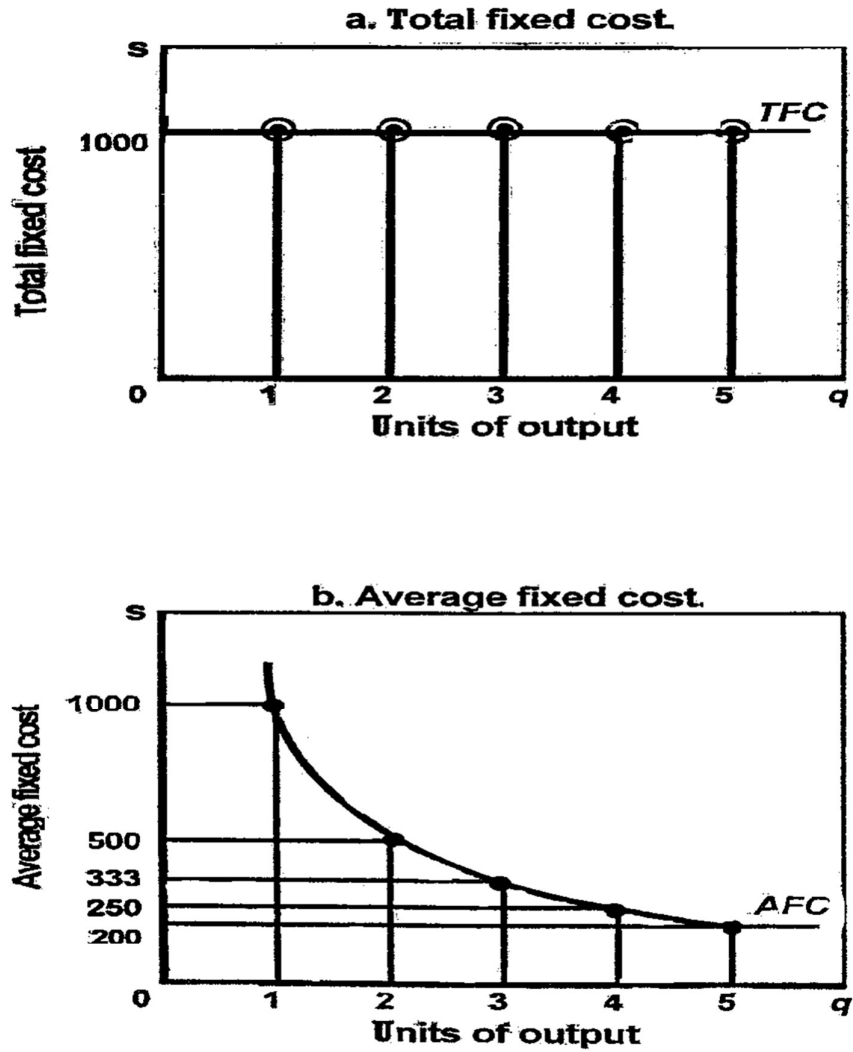 a. Total fixed cost.
$
TFC
1000
Total fixed cost
0 1 2 3 4 5 q
Units of output
b. Average fixed cost.
$
1000
500
333
250
200
AFC
Average fixed cost
0 1 2 3 4 5 q
Units of output